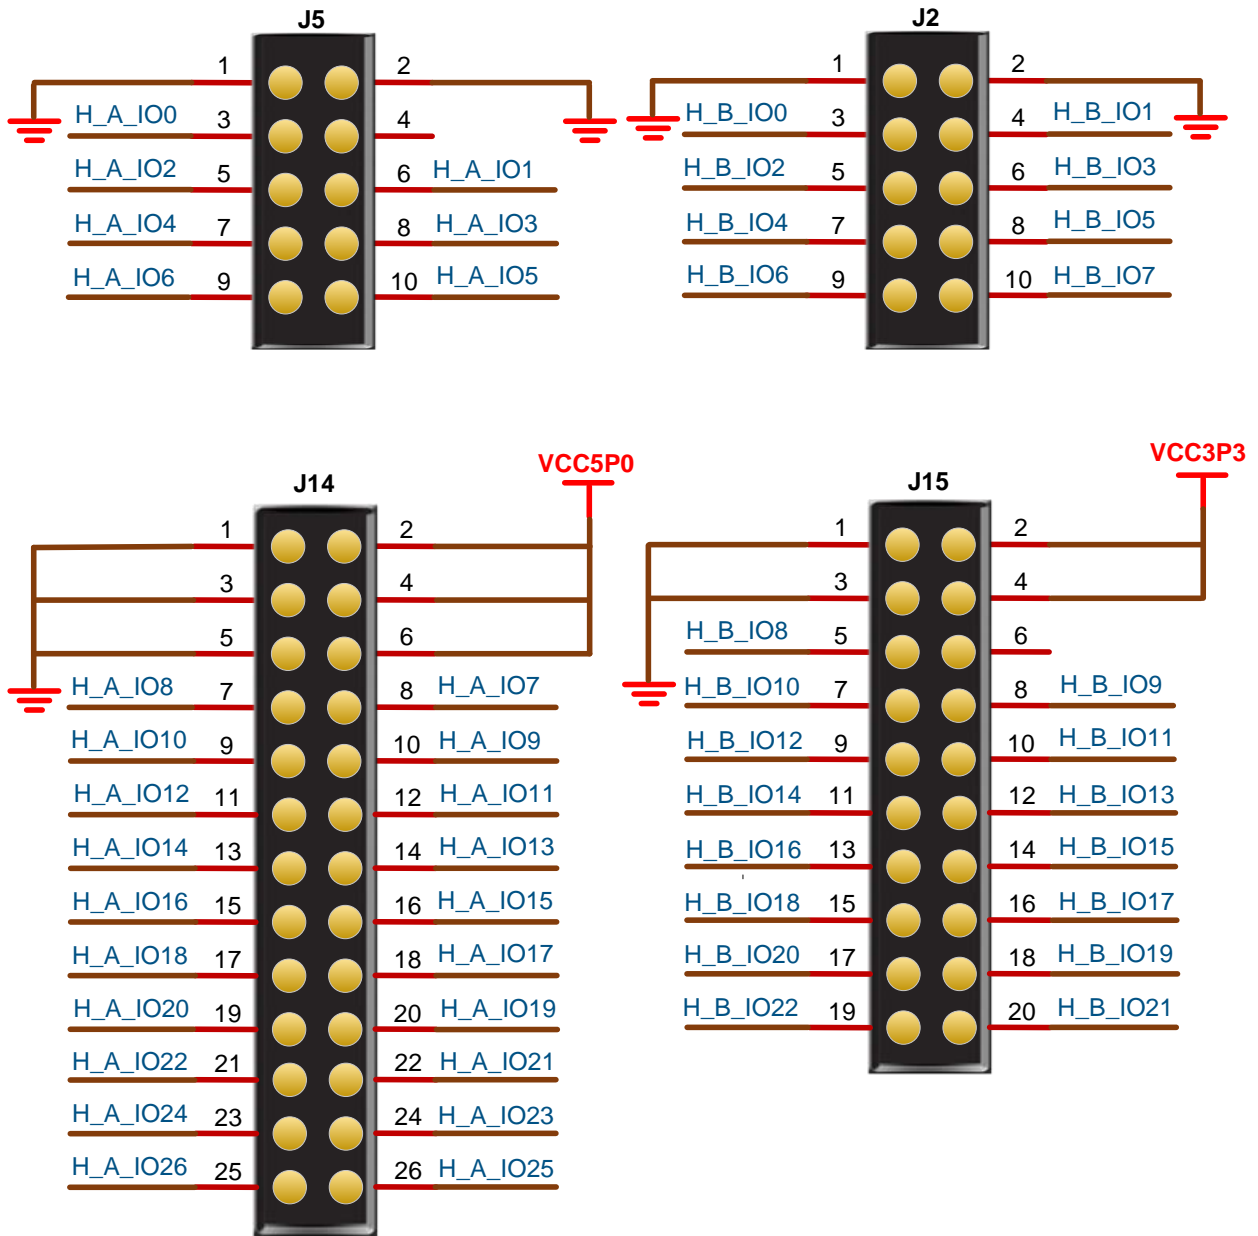 J5
1 2
H_A_IO0 3 4
H_A_IO2 5 6 H_A_IO1
H_A_IO4 7 8 H_A_IO3
H_A_IO6 9 10 H_A_IO5
J2
1 2
H_B_IO0 3 4 H_B_IO1
H_B_IO2 5 6 H_B_IO3
H_B_IO4 7 8 H_B_IO5
H_B_IO6 9 10 H_B_IO7
VCC5P0
J14
1 2
3 4
5 6
H_A_IO8 7 8 H_A_IO7
H_A_IO10 9 10 H_A_IO9
H_A_IO12 11 12 H_A_IO11
H_A_IO14 13 14 H_A_IO13
H_A_IO16 15 16 H_A_IO15
H_A_IO18 17 18 H_A_IO17
H_A_IO20 19 20 H_A_IO19
H_A_IO22 21 22 H_A_IO21
H_A_IO24 23 24 H_A_IO23
H_A_IO26 25 26 H_A_IO25
VCC3P3
J15
1 2
3 4
H_B_IO8 5 6
H_B_IO10 7 8 H_B_IO9
H_B_IO12 9 10 H_B_IO11
H_B_IO14 11 12 H_B_IO13
H_B_IO16 13 14 H_B_IO15
H_B_IO18 15 16 H_B_IO17
H_B_IO20 17 18 H_B_IO19
H_B_IO22 19 20 H_B_IO21